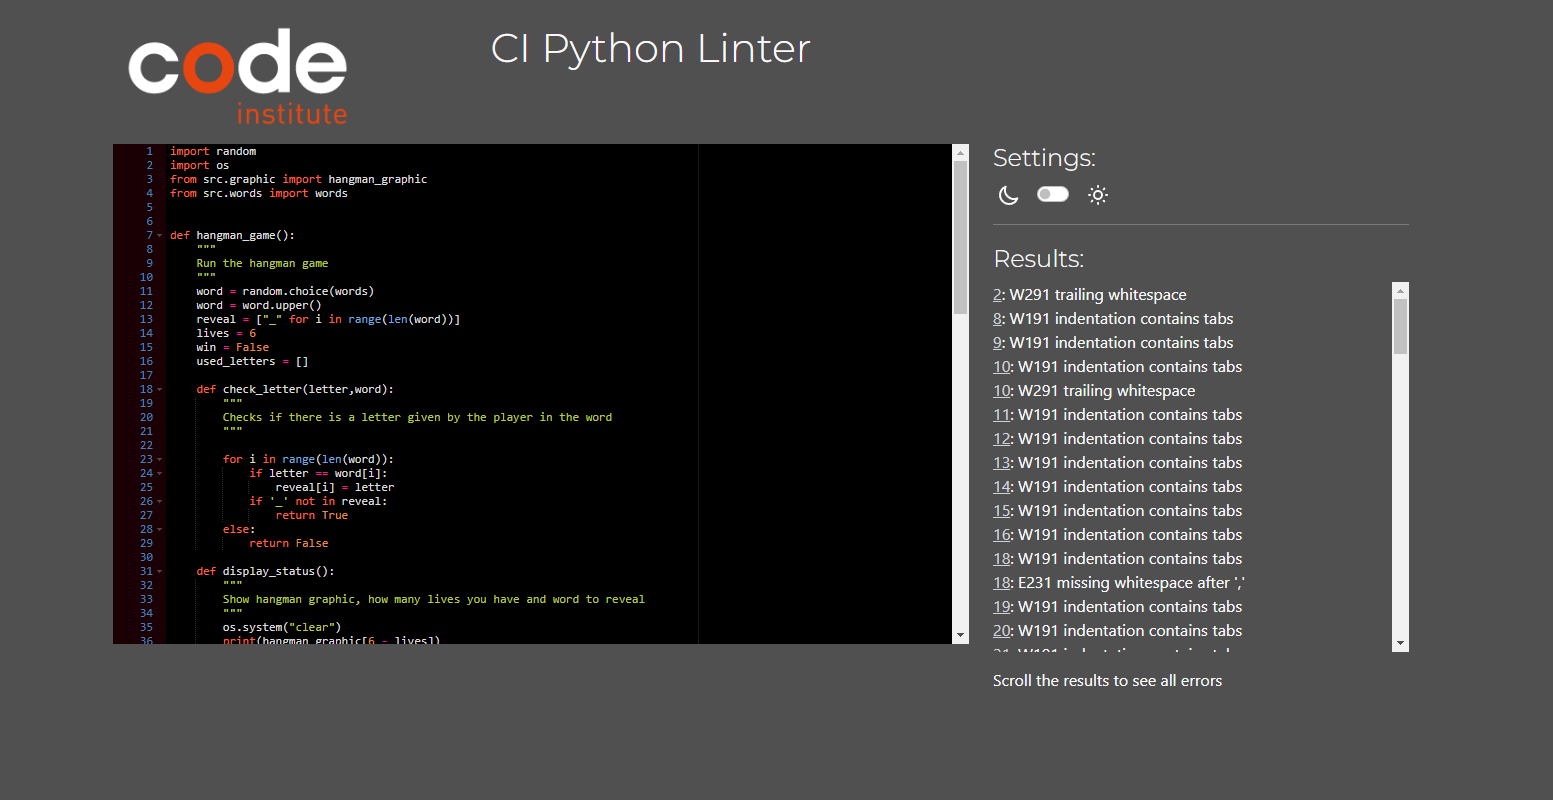 code
institute
CI Python Linter
1 import random
2 import os
3 from src.graphic import hangman_graphic
4 from src.words import words
5
6
7 def hangman_game():
8 """
9 Run the hangman game
10 """
11 word = random.choice(words)
12 word = word.upper()
13 reveal = ["_" for i in range(len(word))]
14 lives = 6
15 win = False
16 used_letters = []
17
18 def check_letter(letter,word):
19 """
20 Checks if there is a letter given by the player in the word
21 """
22
23 for i in range(len(word)):
24 if letter == word[i]:
25 reveal[i] = letter
26 if '_' not in reveal:
27 return True
28 else:
29 return False
30
31 def display_status():
32 """
33 Show hangman graphic, how many lives you have and word to reveal
34 """
35 os.system("clear")
36 print(hangman_graphic[6 - lives])
Settings:
Results:
2: W291 trailing whitespace
8: W191 indentation contains tabs
9: W191 indentation contains tabs
10: W191 indentation contains tabs
10: W291 trailing whitespace
11: W191 indentation contains tabs
12: W191 indentation contains tabs
13: W191 indentation contains tabs
14: W191 indentation contains tabs
15: W191 indentation contains tabs
16: W191 indentation contains tabs
18: W191 indentation contains tabs
18: E231 missing whitespace after ','
19: W191 indentation contains tabs
20: W191 indentation contains tabs
21: W191 indentation contains tabs
Scroll the results to see all errors